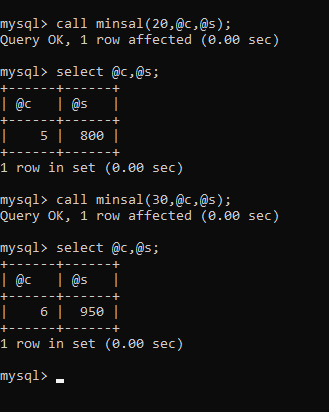 mysql> call minsal(20,@c,@s);
Query OK, 1 row affected (0.00 sec)
mysql> select @c,@s;
+------+------+
| @c   | @s   |
+------+------+
|    5 |  800 |
+------+------+
1 row in set (0.00 sec)
mysql> call minsal(30,@c,@s);
Query OK, 1 row affected (0.00 sec)
mysql> select @c,@s;
+------+------+
| @c   | @s   |
+------+------+
|    6 |  950 |
+------+------+
1 row in set (0.00 sec)
mysql> _